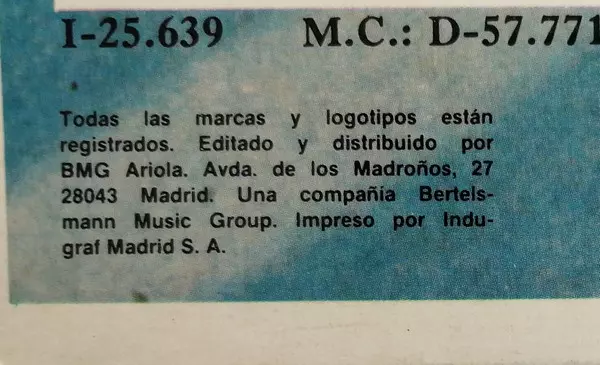 I-25.639 M.C.: D-57.771
Todas las marcas y logotipos están
registrados. Editado y distribuido por
BMG Ariola. Avda. de los Madroños, 27
28043 Madrid. Una compañia Bertels-
mann Music Group. Impreso por Indu-
graf Madrid S. A.